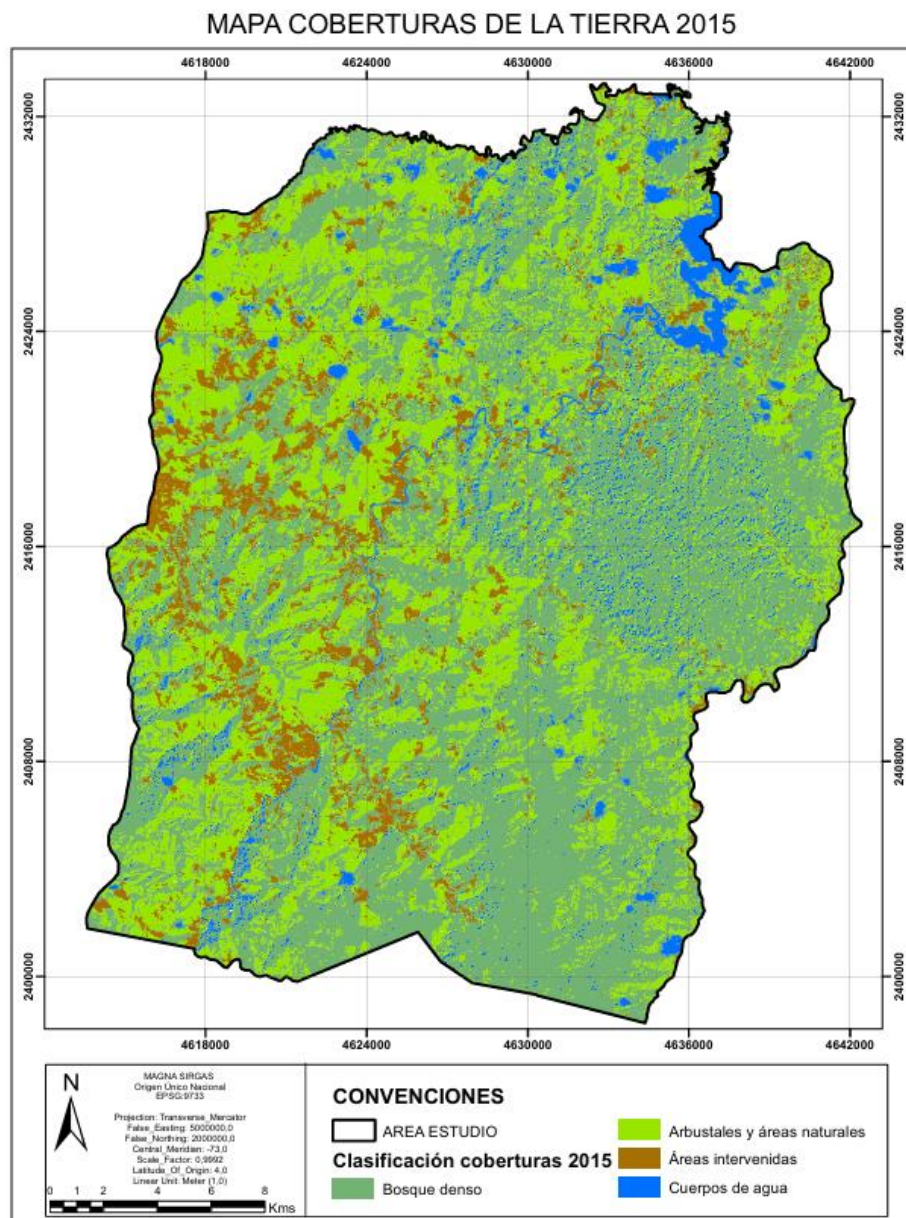 MAPA COBERTURAS DE LA TIERRA 2015
4618000 4624000 4630000 4636000 4642000
2432000 2432000
2424000 2424000
2416000 2416000
2408000 2408000
2400000 2400000
4618000 4624000 4630000 4636000 4642000
N
MAGNA SIRGAS
Origen Único Nacional
EPSG:9733
Projection: Transverse_Mercator
False_Easting: 5000000,0
False_Northing: 2000000,0
Central_Meridian: -73,0
Scale_Factor: 0,9992
Latitude_Of_Origin: 4,0
Linear Unit: Meter (1,0)
0 1 2 4 6 8
Kms
CONVENCIONES
AREA ESTUDIO
Clasificación coberturas 2015
Bosque denso
Arbustales y áreas naturales
Áreas intervenidas
Cuerpos de agua